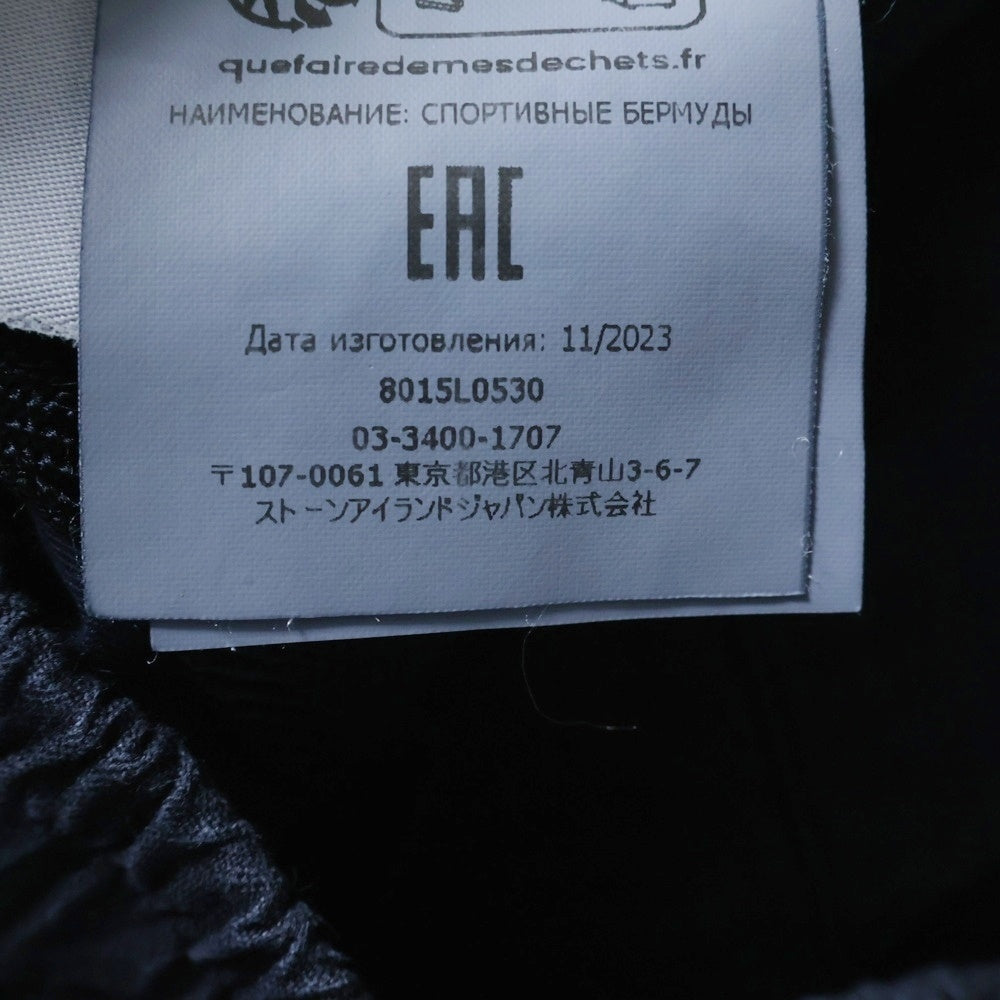 quefairedemesdechets.fr
НАИМЕНОВАНИЕ: СПОРТИВНЫЕ БЕРМУДЫ
EAC
Дата изготовления: 11/2023
8015L0530
03-3400-1707
〒107-0061 東京都港区北青山3-6-7
ストーンアイランドジャパン株式会社